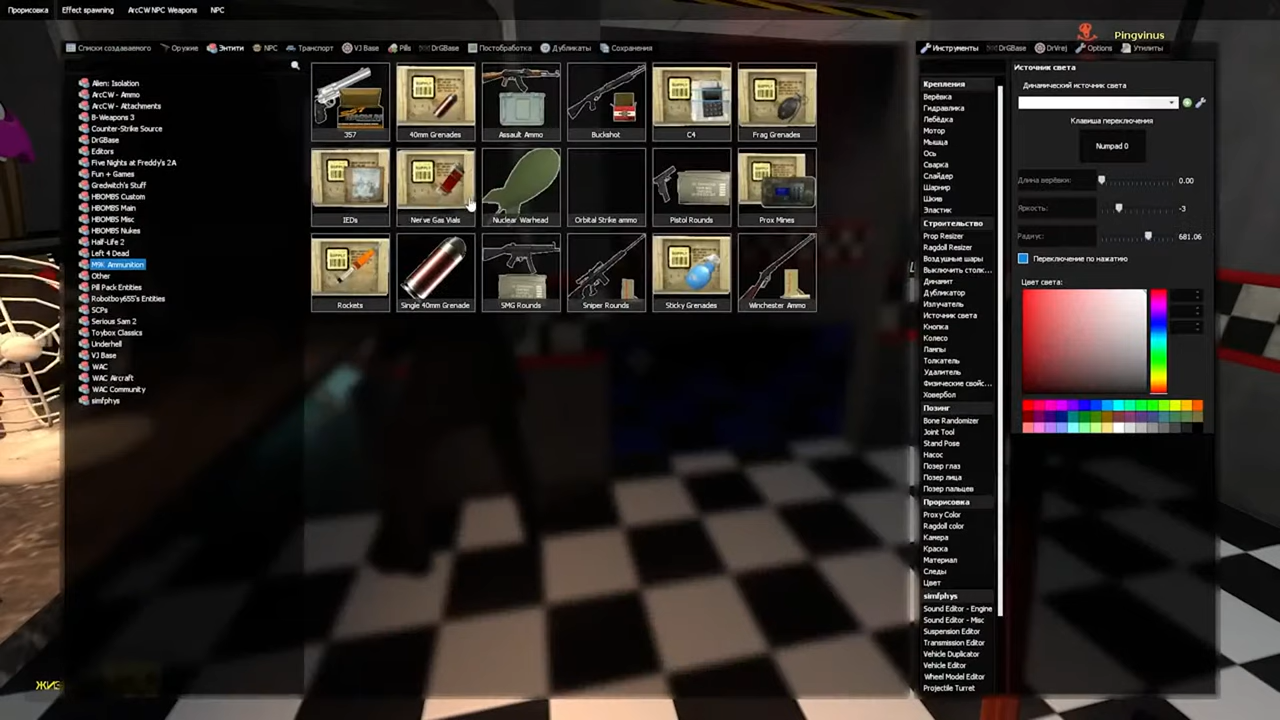 Прорисовка Effect spawning ArcCW NPC Weapons NPC
Pingvinus
Списки создаваемого Оружие Энтити NPC Транспорт VJ Base Pills DrGBase Постобработка Дубликаты Сохранения
Alien: Isolation
ArcCW - Ammo
ArcCW - Attachments
B-Weapons 3
Counter-Strike Source
DrGBase
Editors
Five Nights at Freddy's 2A
Fun + Games
Gredwitch's Stuff
HBOMBS Custom
HBOMBS Main
HBOMBS Misc
HBOMBS Nukes
Half-Life 2
Left 4 Dead
M9K Ammunition
Other
Pill Pack Entities
Robotboy655's Entities
SCPs
Serious Sam 2
Toybox Classics
Underhell
VJ Base
WAC
WAC Aircraft
WAC Community
simfphys
357
40mm Grenades
Assault Ammo
Buckshot
C4
Frag Grenades
IEDs
Nerve Gas Vials
Nuclear Warhead
Orbital Strike ammo
Pistol Rounds
Prox Mines
Rockets
Single 40mm Grenade
SMG Rounds
Sniper Rounds
Sticky Grenades
Winchester Ammo
Инструменты DrGBase DrVrej Options Утилиты
Крепления
Верёвка
Гидравлика
Лебёдка
Мотор
Мышца
Ось
Сварка
Слайдер
Шарнир
Шкив
Эластик
Строительство
Prop Resizer
Ragdoll Resizer
Воздушные шары
Выключить столк...
Динамит
Дубликатор
Излучатель
Источник света
Кнопка
Колесо
Лампы
Толкатель
Удалитель
Физические свойс...
Ховербол
Позинг
Bone Randomizer
Joint Tool
Stand Pose
Насос
Позер глаз
Позер лица
Позер пальцев
Прорисовка
Proxy Color
Ragdoll color
Камера
Краска
Материал
Следы
Цвет
simfphys
Sound Editor - Engine
Sound Editor - Misc
Suspension Editor
Transmission Editor
Vehicle Duplicator
Vehicle Editor
Wheel Model Editor
Projectile Turret
Источник света
Динамический источник света
Клавиша переключения
Numpad 0
Длина верёвки: 0.00
Яркость: -3
Радиус: 681.06
Переключение по нажатию
Цвет света: